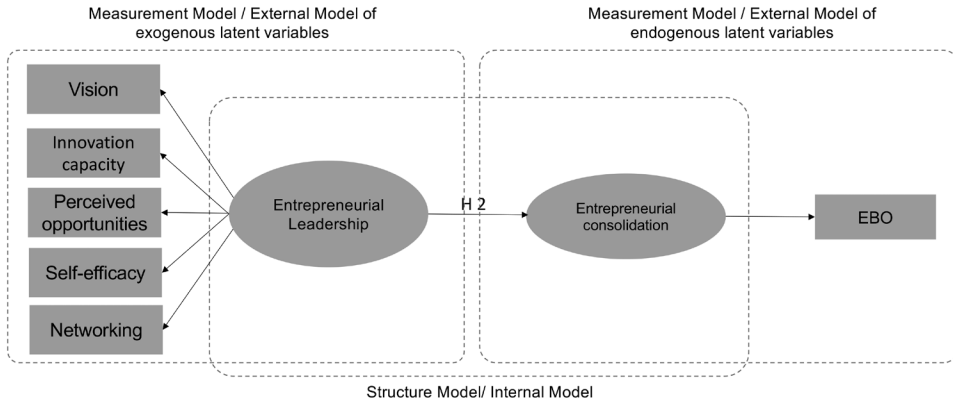 Measurement Model / External Model of
exogenous latent variables
Measurement Model / External Model of
endogenous latent variables
Vision
Innovation
capacity
Perceived
opportunities
Self-efficacy
Networking
Entrepreneurial
Leadership
H 2
Entrepreneurial
consolidation
EBO
Structure Model/ Internal Model